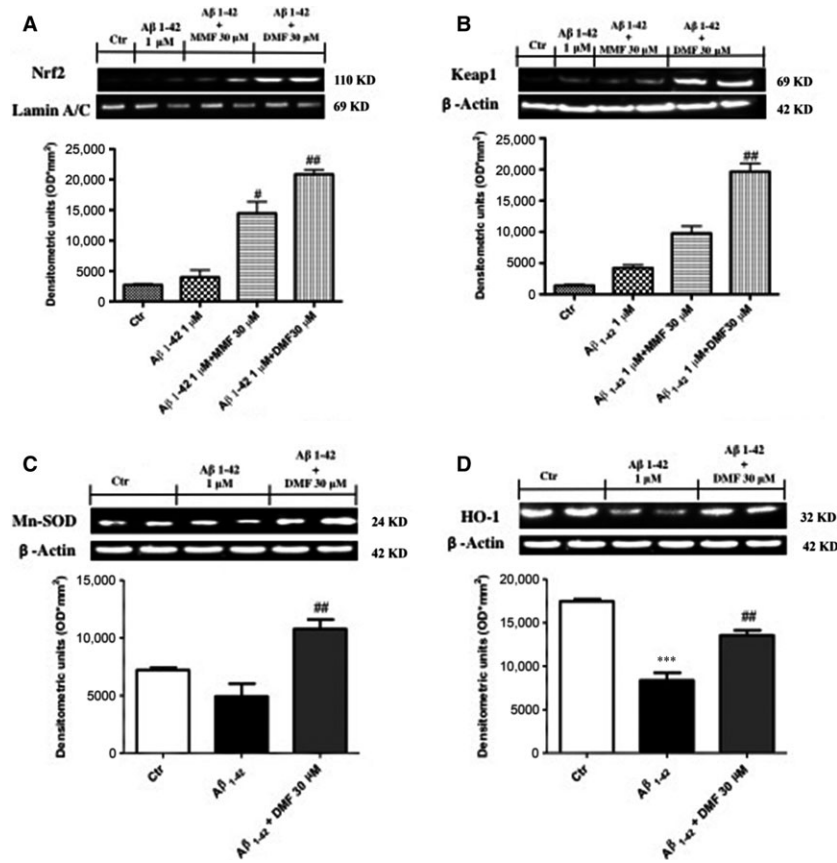 A
Aβ 1-42
+
MMF 30 μM
Aβ 1-42
+
DMF 30 μM
Ctr
Aβ 1-42
1 μM
Nrf2
110 KD
Lamin A/C
69 KD
Densitometric units (OD*mm²)
25,000
20,000
15,000
10,000
5000
0
#
##
Ctr
Aβ 1-42 1 μM
Aβ 1-42 1 μM+MMF 30 μM
Aβ 1-42 1 μM+DMF30 μM
B
Aβ 1-42
+
MMF 30 μM
Aβ 1-42
+
DMF 30 μM
Ctr
Aβ 1-42
1 μM
Keap1
69 KD
β -Actin
42 KD
Densitometric units (OD*mm²)
25,000
20,000
15,000
10,000
5000
0
##
Ctr
Aβ 1-42 1 μM
Aβ 1-42 1 μM+MMF 30 μM
Aβ 1-42 1 μM+DMF30 μM
C
Ctr
Aβ 1-42
1 μM
Aβ 1-42
+
DMF 30 μM
Mn-SOD
24 KD
β -Actin
42 KD
Densitometric units (OD*mm²)
15,000
10,000
5000
0
##
Ctr
Aβ 1-42
Aβ 1-42 + DMF 30 μM
D
Ctr
Aβ 1-42
1 μM
Aβ 1-42
+
DMF 30 μM
HO-1
32 KD
β -Actin
42 KD
Densitometric units (OD*mm²)
20,000
15,000
10,000
5000
0
***
##
Ctr
Aβ 1-42
Aβ 1-42 + DMF 30 μM